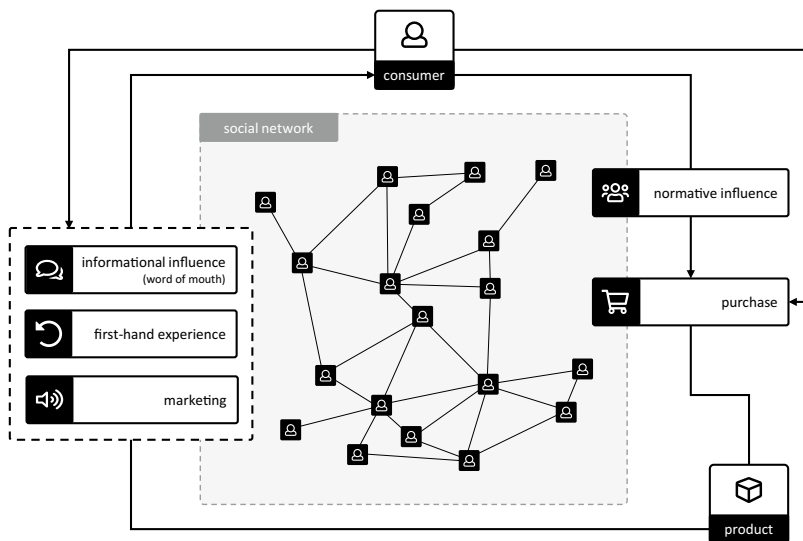 consumer
social network
normative influence
informational influence
(word of mouth)
purchase
first-hand experience
marketing
product